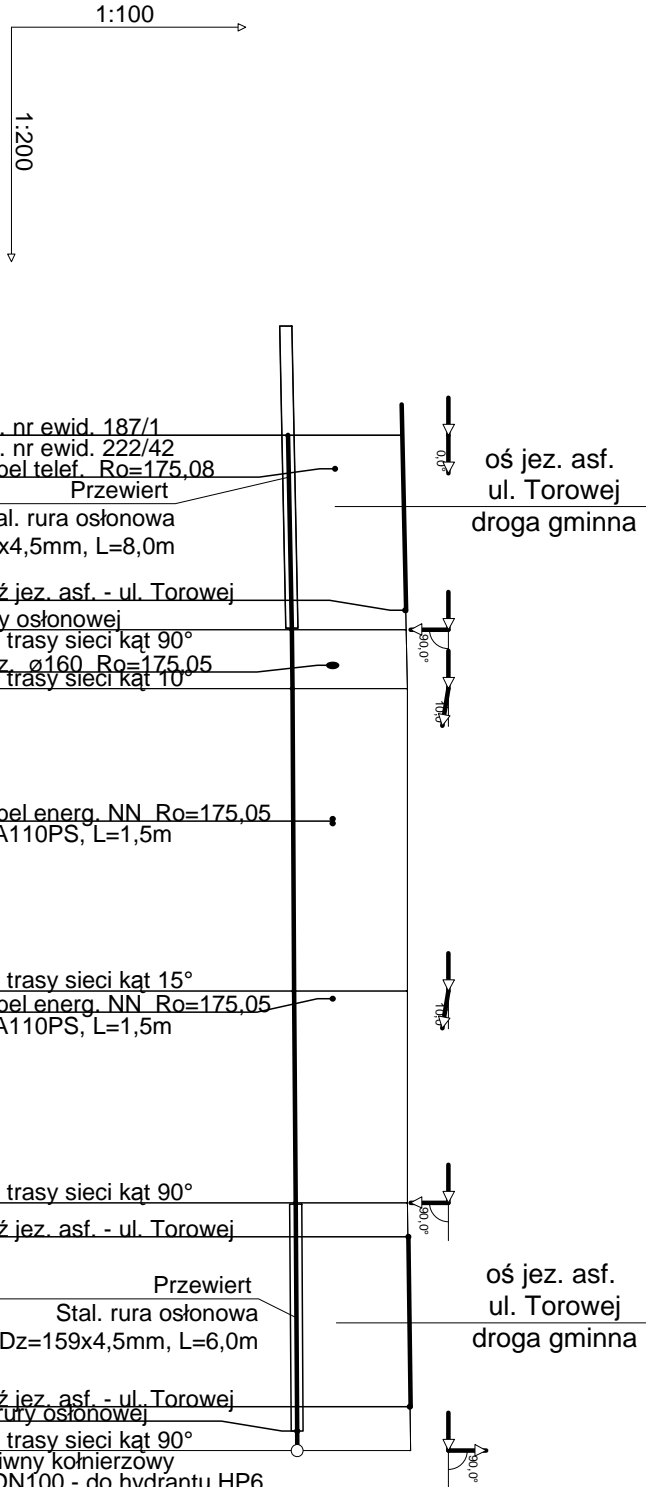 1:100
1:200
. nr ewid. 187/1
. nr ewid. 222/42
bel telef. Ro=175,08
Przewiert
al. rura osłonowa
x4,5mm, L=8,0m
0,0°
oś jez. asf.
ul. Torowej
droga gminna
ź jez. asf. - ul. Torowej
y osłonowej
trasy sieci kąt 90°
90,0°
z. ø160 Ro=175,05
trasy sieci kąt 10°
10,0°
bel energ. NN Ro=175,05
A110PS, L=1,5m
trasy sieci kąt 15°
bel energ. NN Ro=175,05
A110PS, L=1,5m
10,0°
trasy sieci kąt 90°
90,0°
ź jez. asf. - ul. Torowej
Przewiert
Stal. rura osłonowa
Dz=159x4,5mm, L=6,0m
oś jez. asf.
ul. Torowej
droga gminna
ź jez. asf. - ul. Torowej
rury osłonowej
trasy sieci kąt 90°
iwny kołnierzowy
DN100 - do hydrantu HP6
90,0°